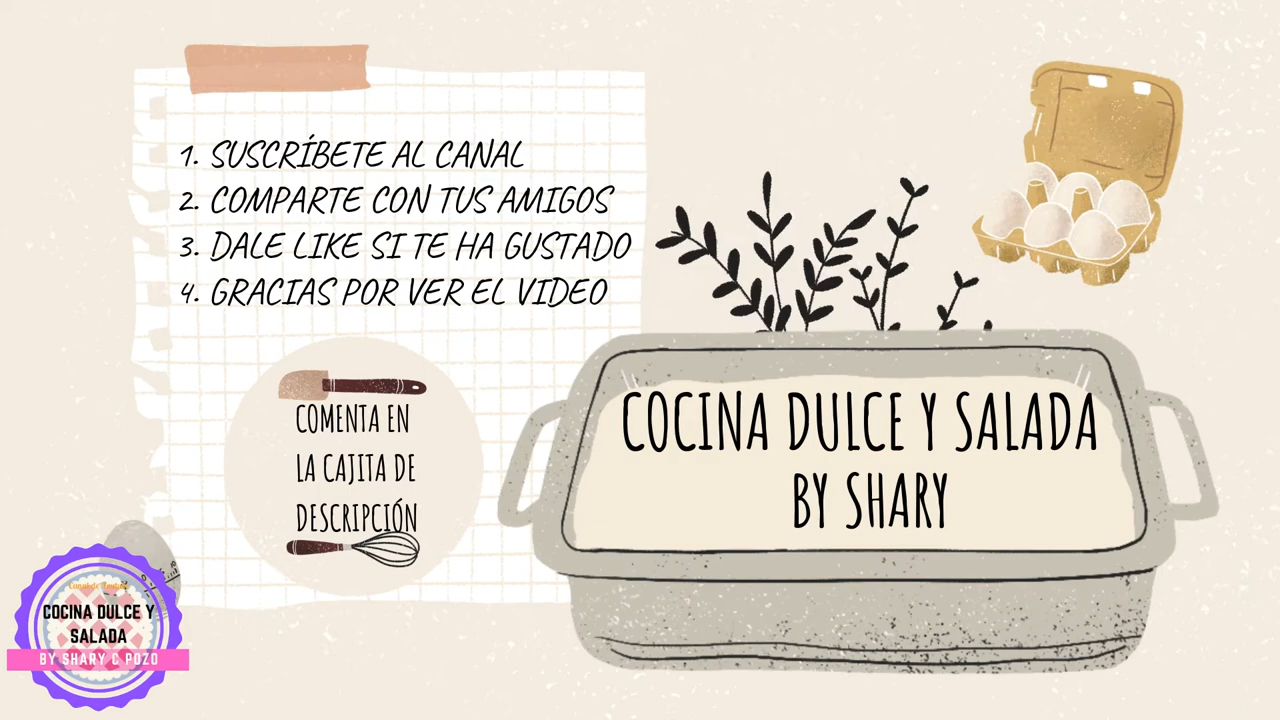 1. SUSCRÍBETE AL CANAL
2. COMPARTE CON TUS AMIGOS
3. DALE LIKE SI TE HA GUSTADO
4. GRACIAS POR VER EL VIDEO
COMENTA EN
LA CAJITA DE
DESCRIPCIÓN
COCINA DULCE Y SALADA
BY SHARY
COCINA DULCE Y
SALADA
BY SHARY C POZO